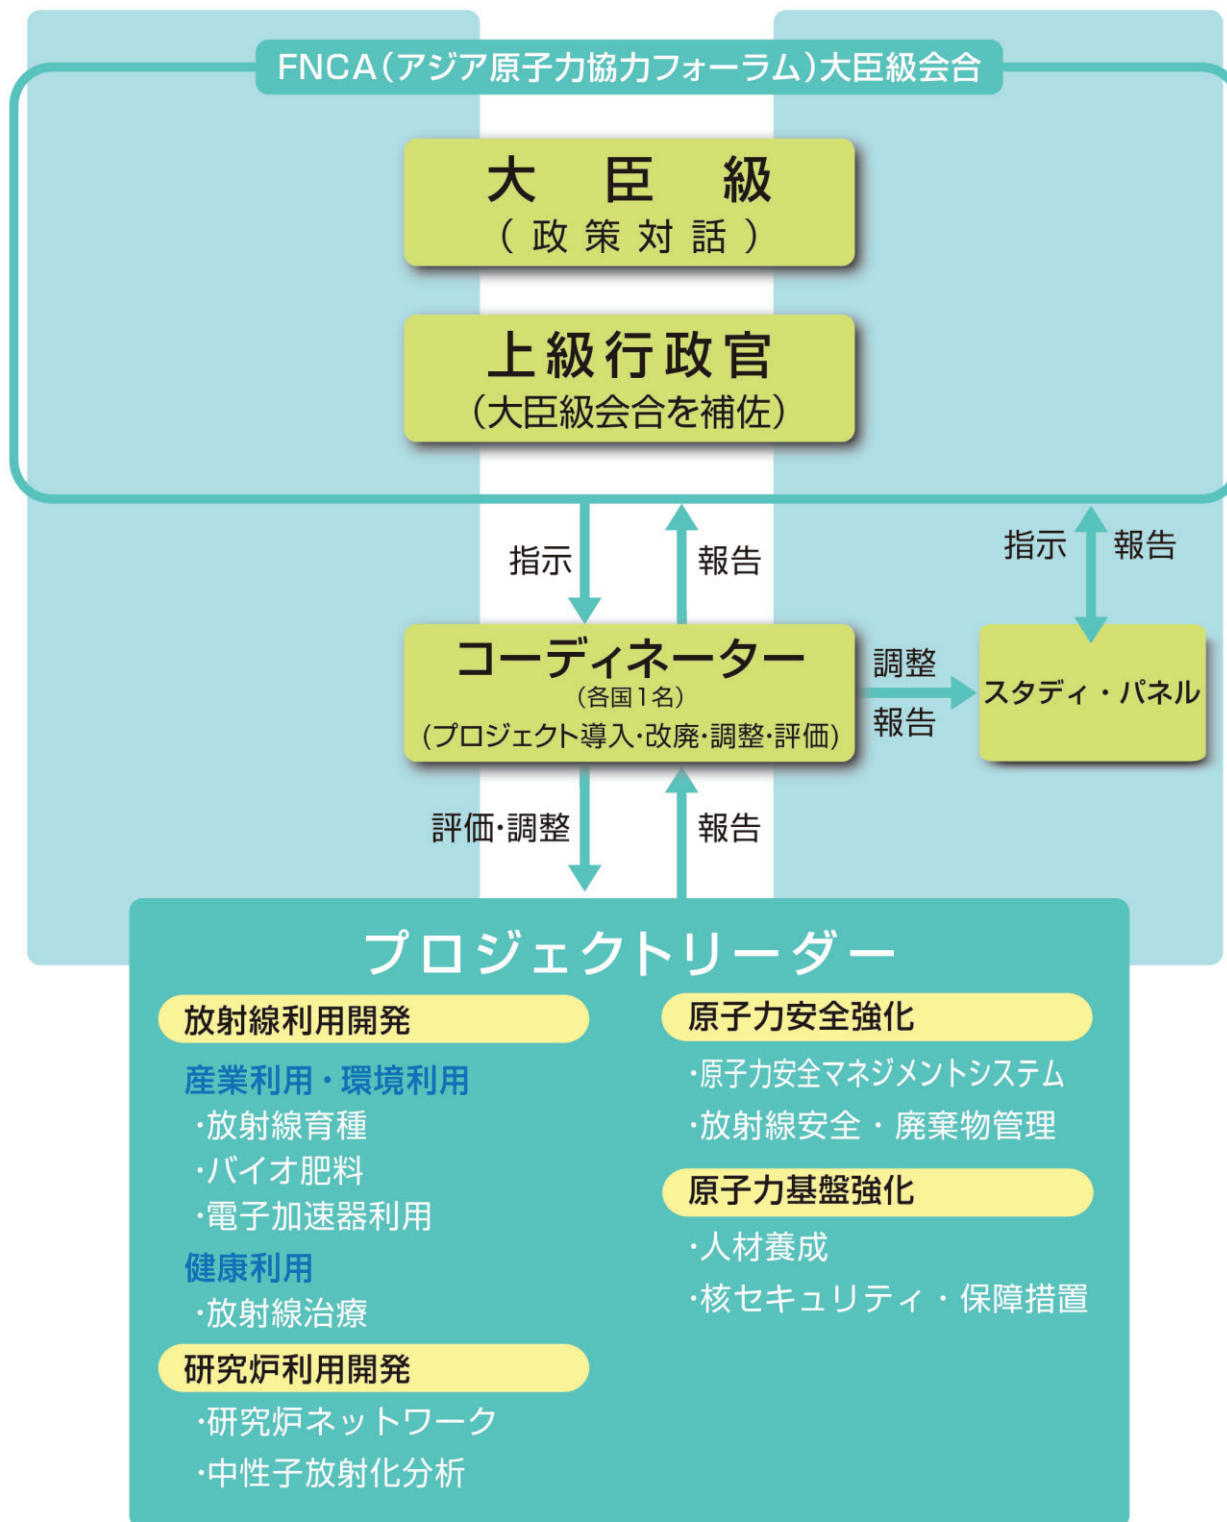 FNCA(アジア原子力協力フォーラム)大臣級会合
大臣級
(政策対話)
上級行政官
(大臣級会合を補佐)
指示
報告
指示
報告
コーディネーター
(各国1名)
(プロジェクト導入・改廃・調整・評価)
調整
報告
スタディ・パネル
評価・調整
報告
プロジェクトリーダー
放射線利用開発
産業利用・環境利用
・放射線育種
・バイオ肥料
・電子加速器利用
健康利用
・放射線治療
研究炉利用開発
・研究炉ネットワーク
・中性子放射化分析
原子力安全強化
・原子力安全マネジメントシステム
・放射線安全・廃棄物管理
原子力基盤強化
・人材養成
・核セキュリティ・保障措置